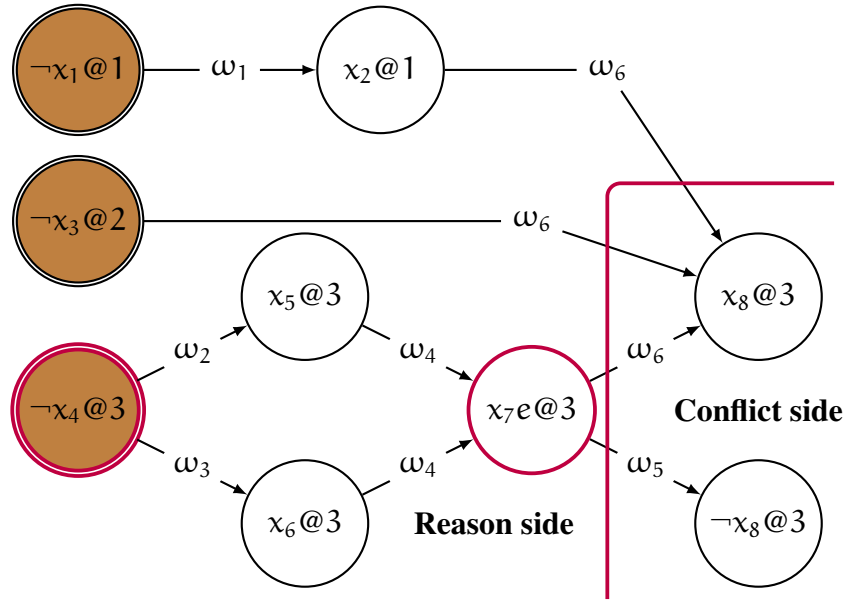 ¬x₁@1
ω₁
x₂@1
ω₆
¬x₃@2
ω₆
x₅@3
x₈@3
ω₂
ω₄
ω₆
¬x₄@3
x₇e@3
Conflict side
ω₃
ω₄
ω₅
x₆@3
Reason side
¬x₈@3